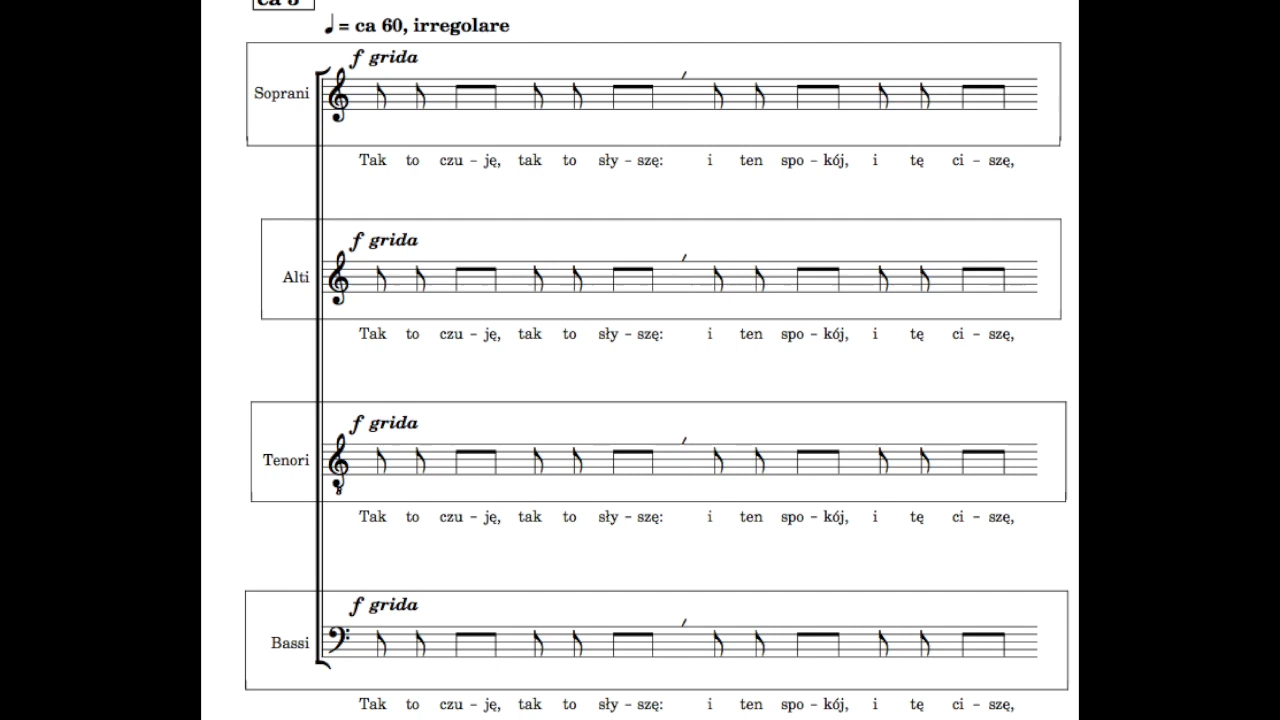 ca 5"
♩ = ca 60, irregolare
f grida
Soprani
Tak to czu – ję, tak to sły – szę: i ten spo – kój, i tę ci – szę,
f grida
Alti
Tak to czu – ję, tak to sły – szę: i ten spo – kój, i tę ci – szę,
f grida
Tenori
8
Tak to czu – ję, tak to sły – szę: i ten spo – kój, i tę ci – szę,
f grida
Bassi
Tak to czu – ję, tak to sły – szę: i ten spo – kój, i tę ci – szę,